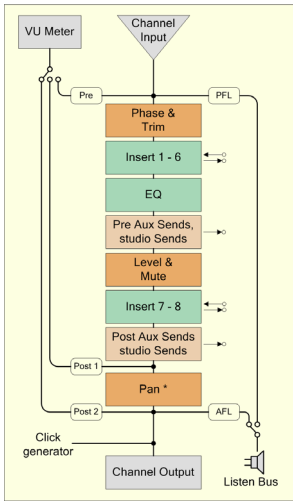 VU Meter
Channel
Input
Pre
PFL
Phase &
Trim
Insert 1 - 6
EQ
Pre Aux Sends,
studio Sends
Level &
Mute
Insert 7 - 8
Post Aux Sends
studio Sends
Post 1
Pan *
Post 2
AFL
Click
generator
Channel Output
Listen Bus